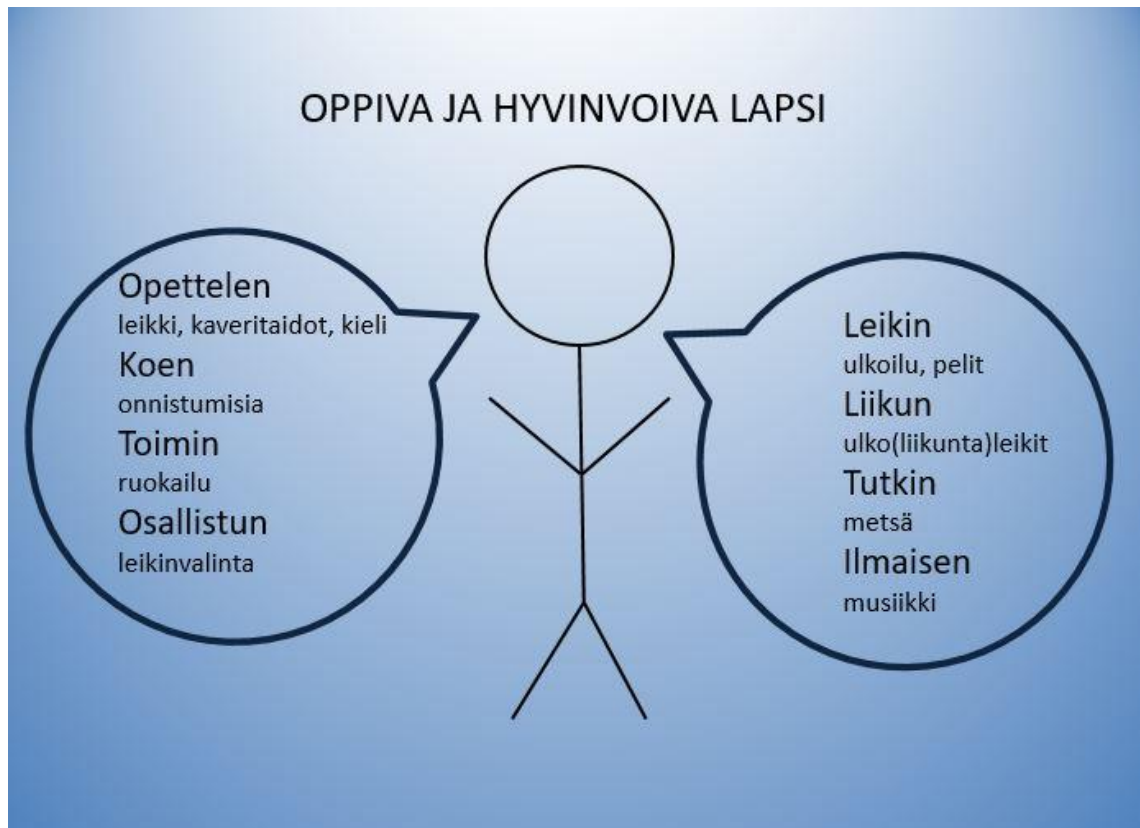 OPPIVA JA HYVINVOIVA LAPSI
Opettelen
leikki, kaveritaidot, kieli
Koen
onnistumisia
Toimin
ruokailu
Osallistun
leikinvalinta
Leikin
ulkoilu, pelit
Liikun
ulko(liikunta)leikit
Tutkin
metsä
Ilmaisen
musiikki